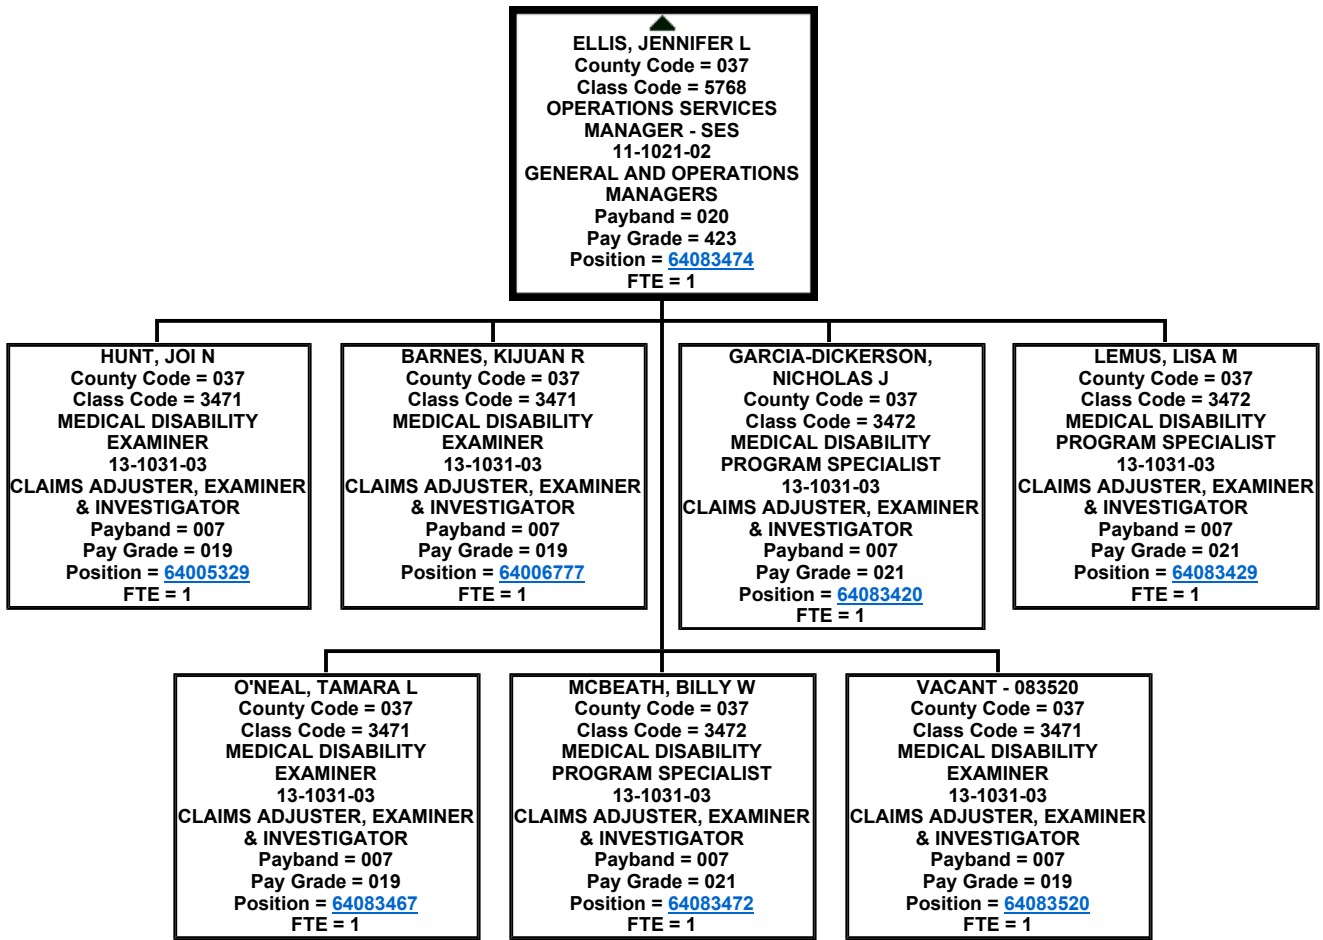 ELLIS, JENNIFER L
County Code = 037
Class Code = 5768
OPERATIONS SERVICES
MANAGER - SES
11-1021-02
GENERAL AND OPERATIONS
MANAGERS
Payband = 020
Pay Grade = 423
Position = 64083474
FTE = 1
HUNT, JOI N
County Code = 037
Class Code = 3471
MEDICAL DISABILITY
EXAMINER
13-1031-03
CLAIMS ADJUSTER, EXAMINER
& INVESTIGATOR
Payband = 007
Pay Grade = 019
Position = 64005329
FTE = 1
BARNES, KIJUAN R
County Code = 037
Class Code = 3471
MEDICAL DISABILITY
EXAMINER
13-1031-03
CLAIMS ADJUSTER, EXAMINER
& INVESTIGATOR
Payband = 007
Pay Grade = 019
Position = 64006777
FTE = 1
GARCIA-DICKERSON,
NICHOLAS J
County Code = 037
Class Code = 3472
MEDICAL DISABILITY
PROGRAM SPECIALIST
13-1031-03
CLAIMS ADJUSTER, EXAMINER
& INVESTIGATOR
Payband = 007
Pay Grade = 021
Position = 64083420
FTE = 1
LEMUS, LISA M
County Code = 037
Class Code = 3472
MEDICAL DISABILITY
PROGRAM SPECIALIST
13-1031-03
CLAIMS ADJUSTER, EXAMINER
& INVESTIGATOR
Payband = 007
Pay Grade = 021
Position = 64083429
FTE = 1
O'NEAL, TAMARA L
County Code = 037
Class Code = 3471
MEDICAL DISABILITY
EXAMINER
13-1031-03
CLAIMS ADJUSTER, EXAMINER
& INVESTIGATOR
Payband = 007
Pay Grade = 019
Position = 64083467
FTE = 1
MCBEATH, BILLY W
County Code = 037
Class Code = 3472
MEDICAL DISABILITY
PROGRAM SPECIALIST
13-1031-03
CLAIMS ADJUSTER, EXAMINER
& INVESTIGATOR
Payband = 007
Pay Grade = 021
Position = 64083472
FTE = 1
VACANT - 083520
County Code = 037
Class Code = 3471
MEDICAL DISABILITY
EXAMINER
13-1031-03
CLAIMS ADJUSTER, EXAMINER
& INVESTIGATOR
Payband = 007
Pay Grade = 019
Position = 64083520
FTE = 1